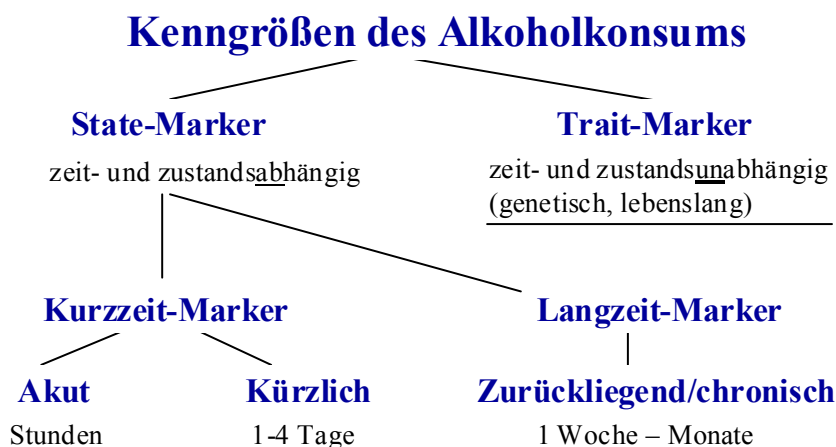 Kenngrößen des Alkoholkonsums
State-Marker
zeit- und zustandsabhängig
Trait-Marker
zeit- und zustandsunabhängig
(genetisch, lebenslang)
Kurzzeit-Marker
Langzeit-Marker
Akut
Stunden
Kürzlich
1-4 Tage
Zurückliegend/chronisch
1 Woche – Monate